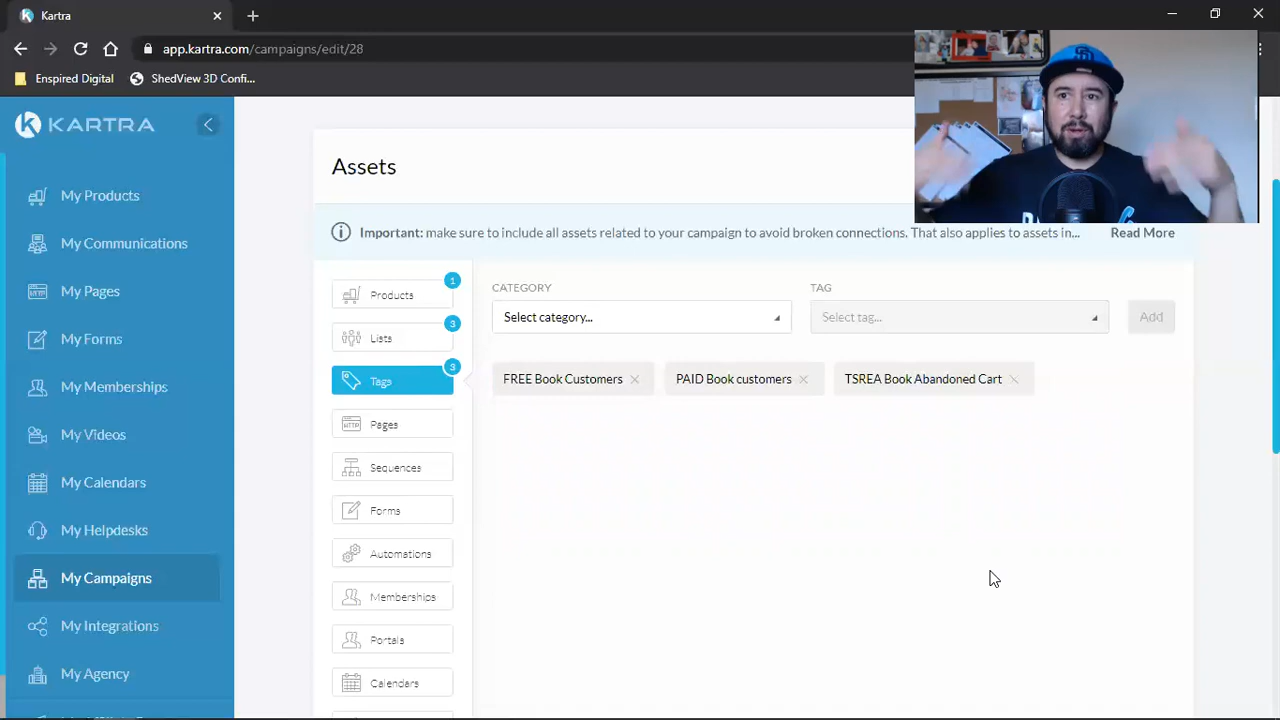 Kartra
app.kartra.com/campaigns/edit/28
Enspired Digital
ShedView 3D Confi...
KARTRA
My Products
My Communications
My Pages
My Forms
My Memberships
My Videos
My Calendars
My Helpdesks
My Campaigns
My Integrations
My Agency
Assets
Important: make sure to include all assets related to your campaign to avoid broken connections. That also applies to assets in...
Read More
Products
1
Lists
3
Tags
3
Pages
Sequences
Forms
Automations
Memberships
Portals
Calendars
CATEGORY
TAG
Select category...
Select tag...
Add
FREE Book Customers
PAID Book customers
TSREA Book Abandoned Cart